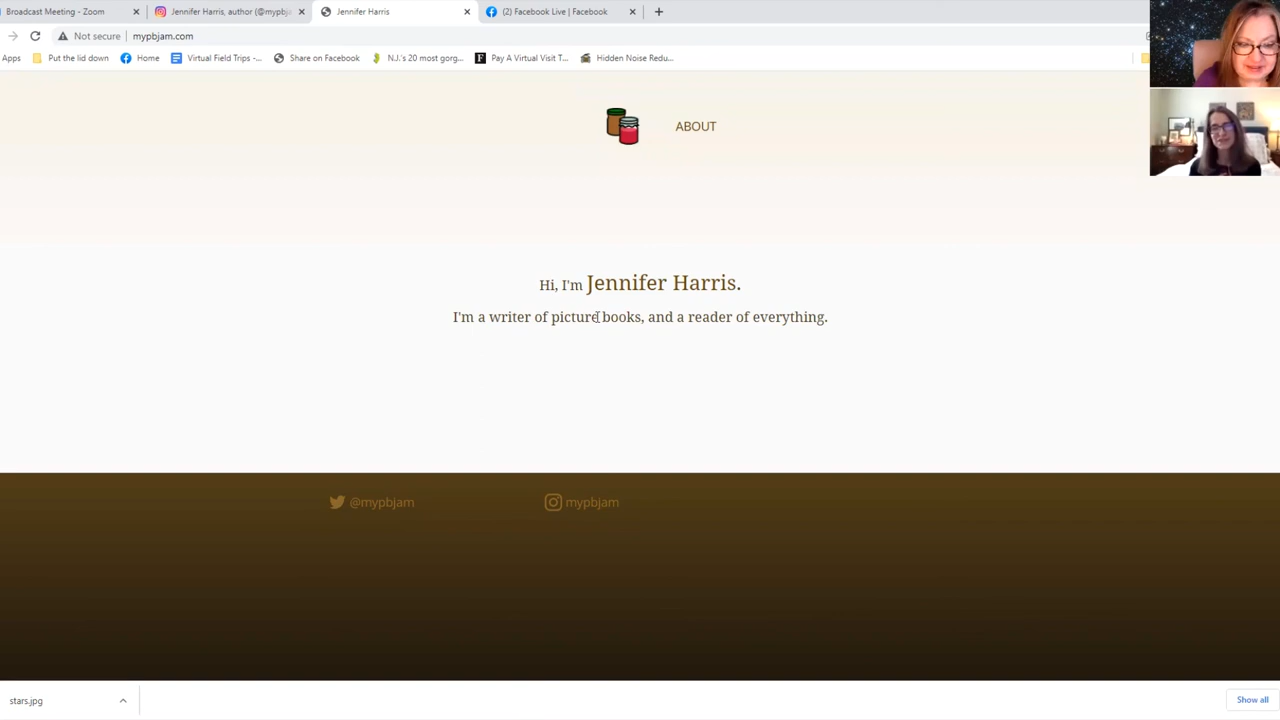 Broadcast Meeting - Zoom
Jennifer Harris, author (@mypbja
Jennifer Harris
(2) Facebook Live | Facebook
Not secure
mypbjam.com
Apps
Put the lid down
Home
Virtual Field Trips -...
Share on Facebook
N.J.'s 20 most gorg...
Pay A Virtual Visit T...
Hidden Noise Redu...
ABOUT
Hi, I'm Jennifer Harris.
I'm a writer of picture books, and a reader of everything.
@mypbjam
mypbjam
stars.jpg
Show all